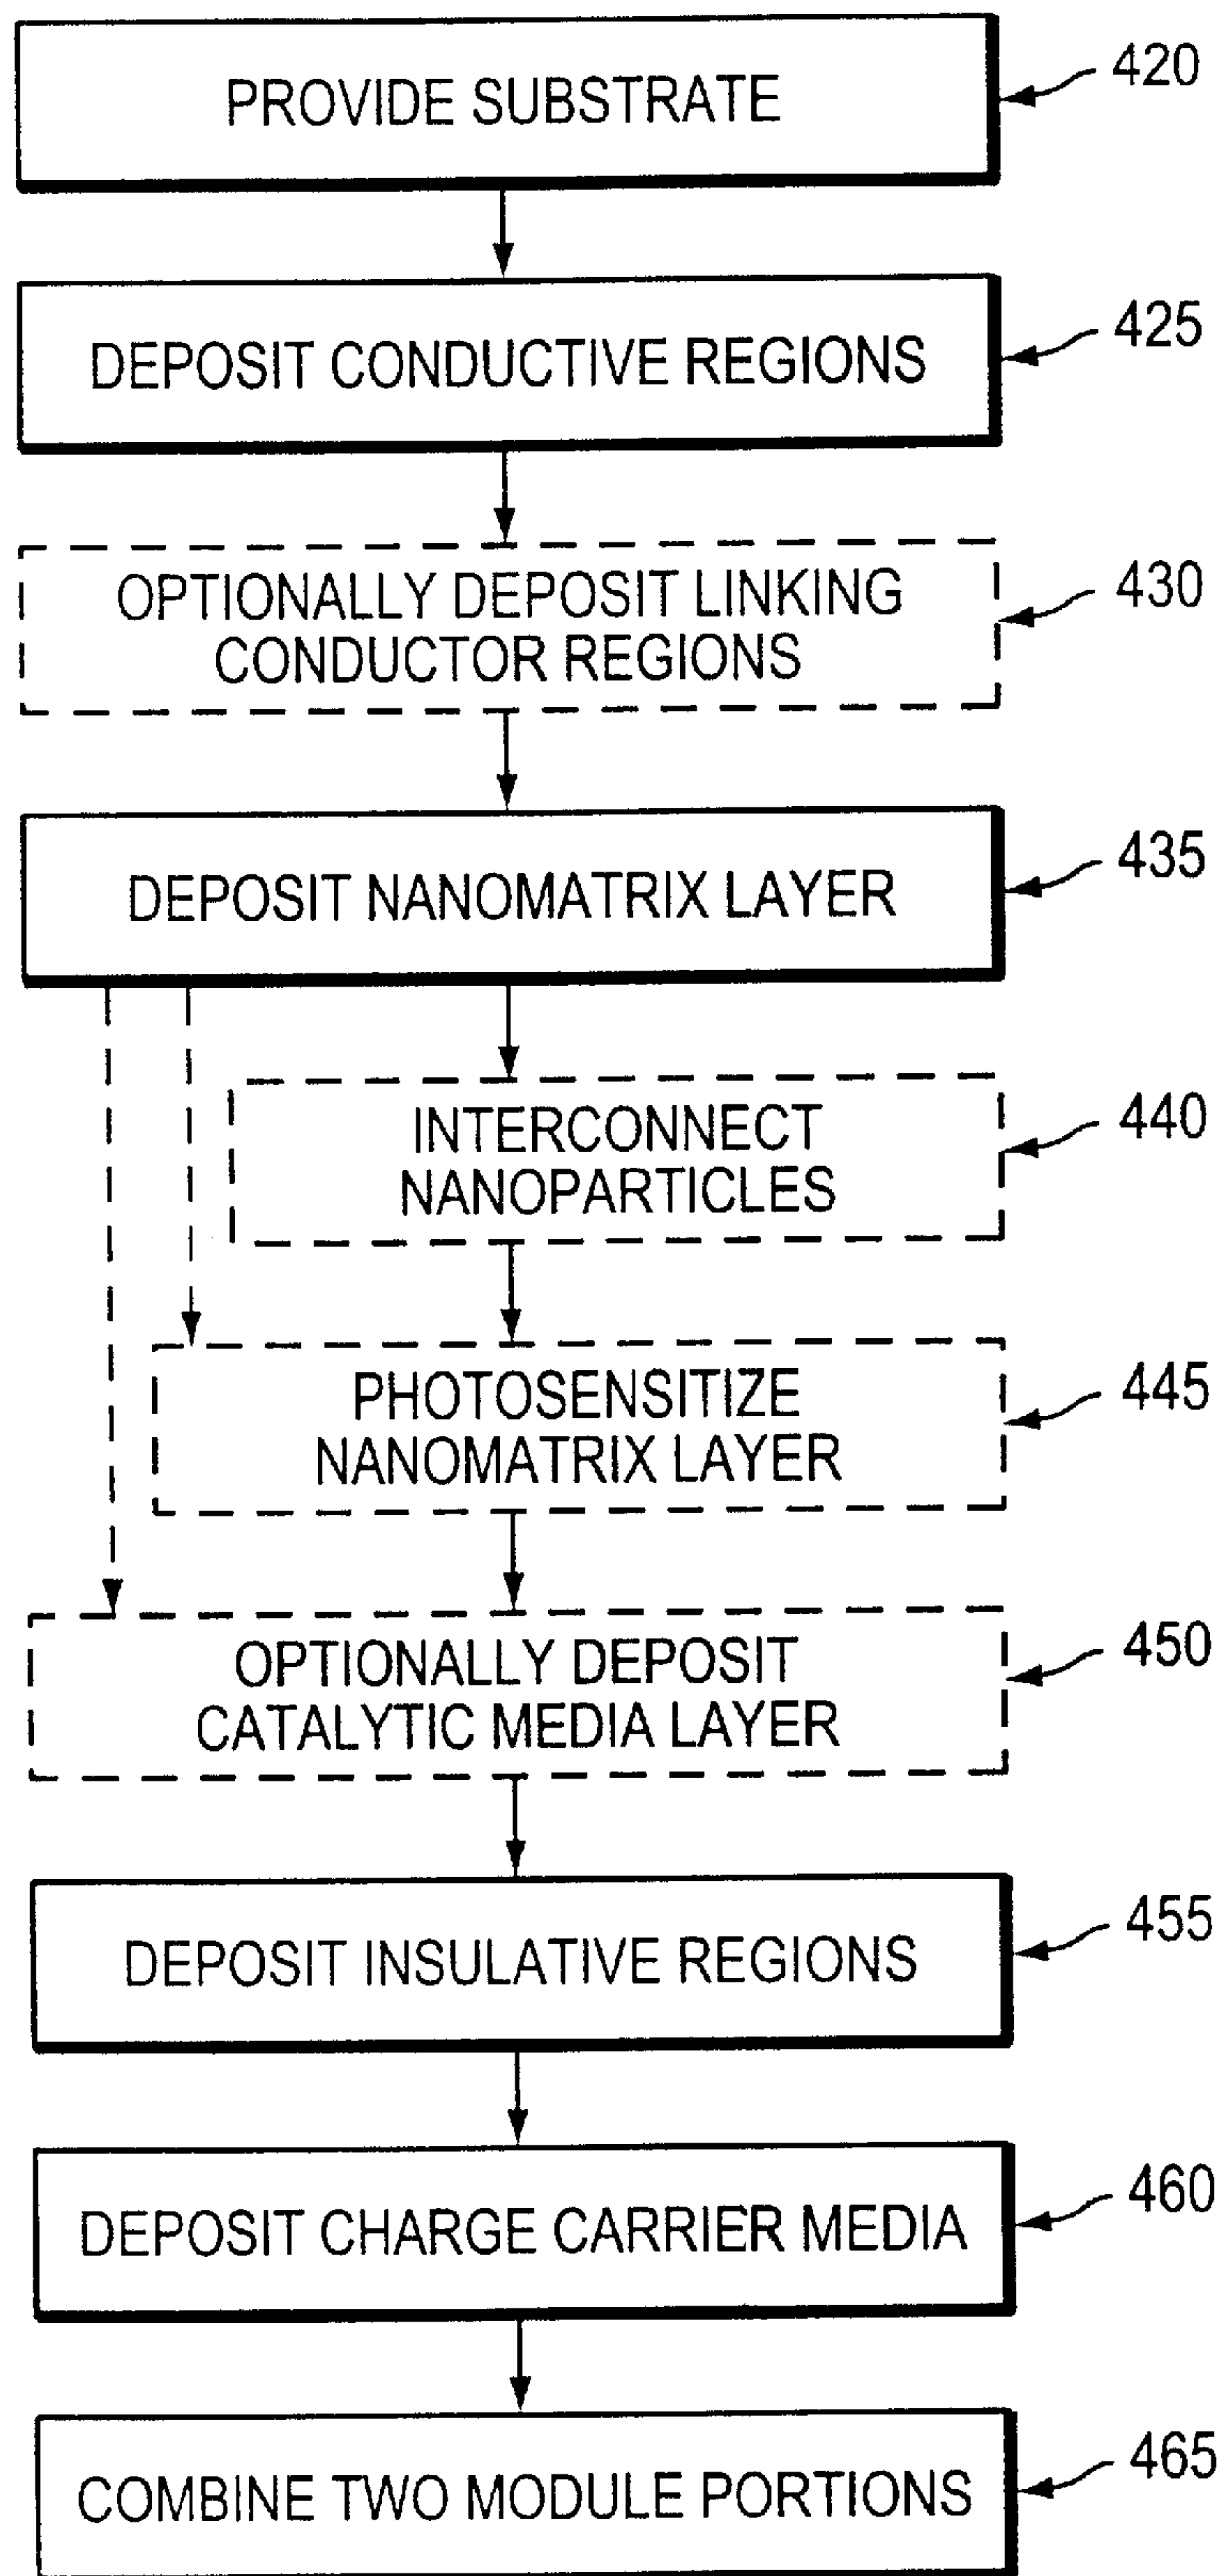 PROVIDE SUBSTRATE
420
DEPOSIT CONDUCTIVE REGIONS
425
OPTIONALLY DEPOSIT LINKING
CONDUCTOR REGIONS
430
DEPOSIT NANOMATRIX LAYER
435
INTERCONNECT
NANOPARTICLES
440
PHOTOSENSITIZE
NANOMATRIX LAYER
445
OPTIONALLY DEPOSIT
CATALYTIC MEDIA LAYER
450
DEPOSIT INSULATIVE REGIONS
455
DEPOSIT CHARGE CARRIER MEDIA
460
COMBINE TWO MODULE PORTIONS
465